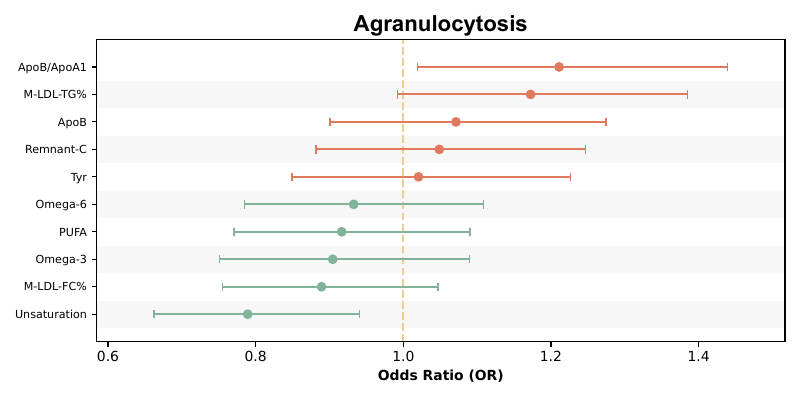 Agranulocytosis
ApoB/ApoA1
M-LDL-TG%
ApoB
Remnant-C
Tyr
Omega-6
PUFA
Omega-3
M-LDL-FC%
Unsaturation
0.6 0.8 1.0 1.2 1.4
Odds Ratio (OR)